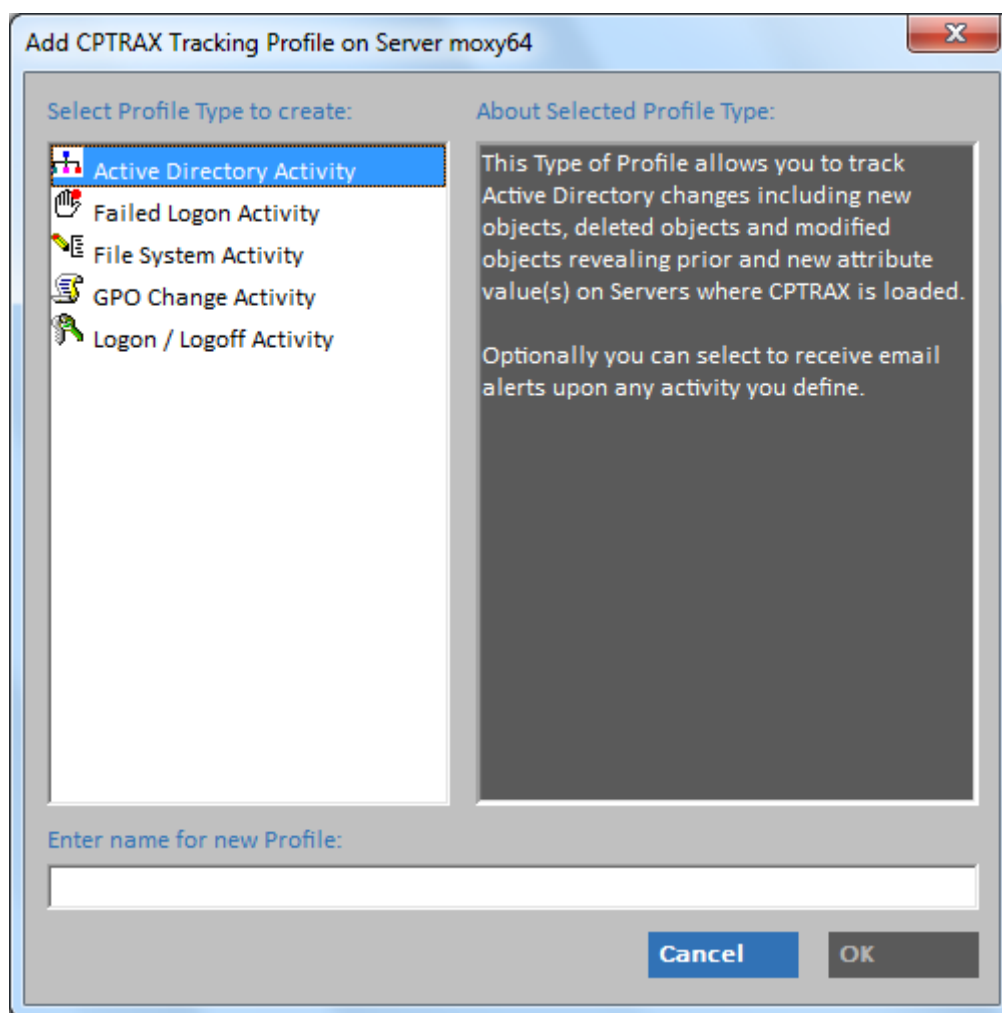 Add CPTRAX Tracking Profile on Server moxy64
Select Profile Type to create:
Active Directory Activity
Failed Logon Activity
File System Activity
GPO Change Activity
Logon / Logoff Activity
About Selected Profile Type:
This Type of Profile allows you to track
Active Directory changes including new
objects, deleted objects and modified
objects revealing prior and new attribute
value(s) on Servers where CPTRAX is loaded.
Optionally you can select to receive email
alerts upon any activity you define.
Enter name for new Profile:
Cancel
OK